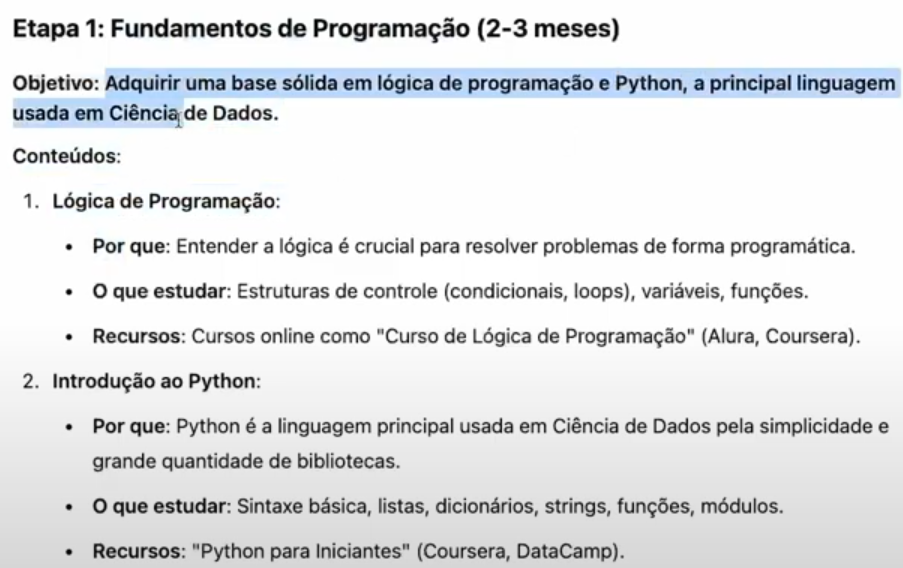 Etapa 1: Fundamentos de Programação (2-3 meses)
Objetivo: Adquirir uma base sólida em lógica de programação e Python, a principal linguagem
usada em Ciência de Dados.
Conteúdos:
1. Lógica de Programação:
• Por que: Entender a lógica é crucial para resolver problemas de forma programática.
• O que estudar: Estruturas de controle (condicionais, loops), variáveis, funções.
• Recursos: Cursos online como "Curso de Lógica de Programação" (Alura, Coursera).
2. Introdução ao Python:
• Por que: Python é a linguagem principal usada em Ciência de Dados pela simplicidade e
grande quantidade de bibliotecas.
• O que estudar: Sintaxe básica, listas, dicionários, strings, funções, módulos.
• Recursos: "Python para Iniciantes" (Coursera, DataCamp).